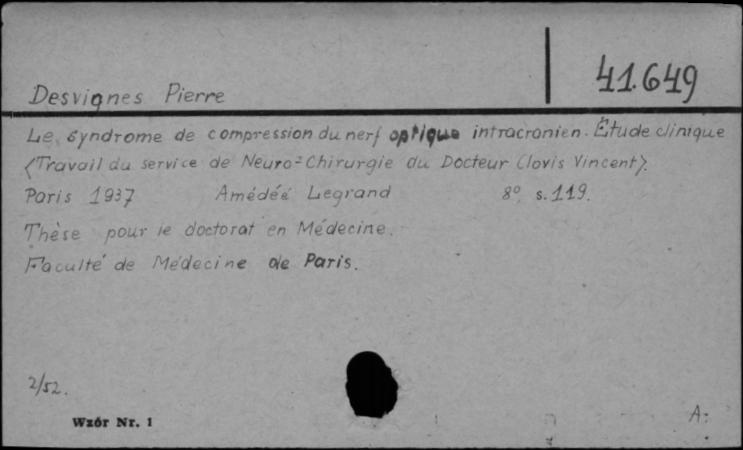 41.649
Desvignes Pierre
Le syndrome de compression du nerf optique intracranien. Étude clinique
(Travail du service de Neuro=Chirurgie du Docteur Clovis Vincent).
Paris 1937 Amédéé Legrand 8° s. 119.
Thèse pour le doctorat en Médecine.
Faculté de Médecine de Paris.
2/52.
Wzór Nr. 1
A.